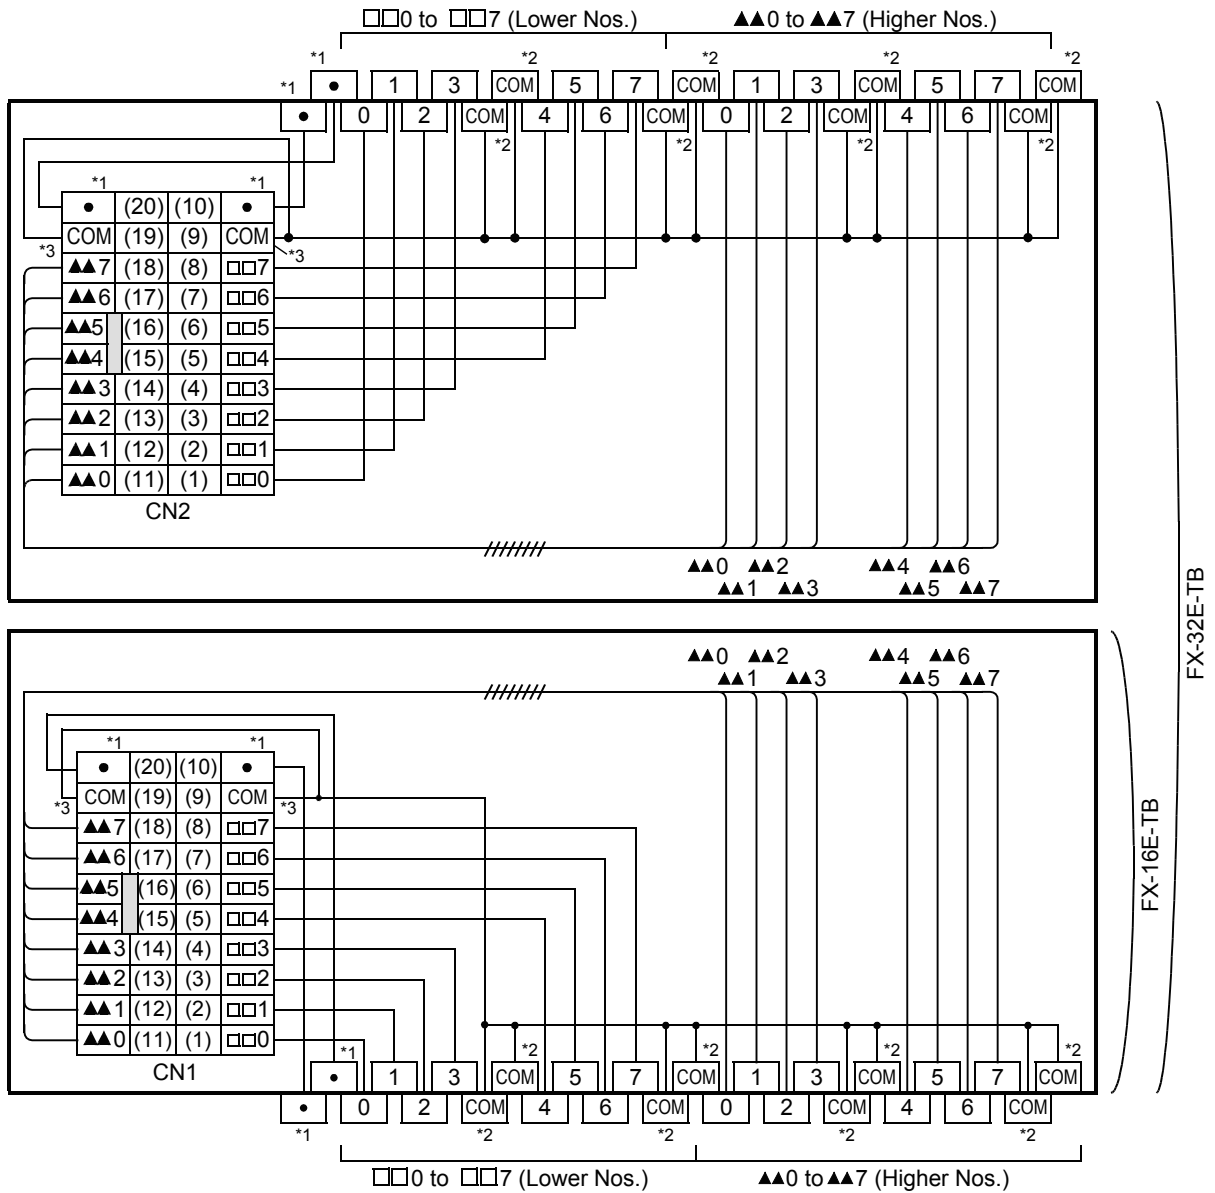 □□0 to □□7 (Lower Nos.) ▲▲0 to ▲▲7 (Higher Nos.)
*1 *2 *2 *2 *2
*1 • 1 3 COM 5 7 COM 1 3 COM 5 7 COM
• 0 2 COM 4 6 COM 0 2 COM 4 6 COM
*2 *2 *2 *2
*1 *1
• (20) (10) •
COM (19) (9) COM
*3 *3
▲▲7 (18) (8) □□7
▲▲6 (17) (7) □□6
▲▲5 (16) (6) □□5
▲▲4 (15) (5) □□4
▲▲3 (14) (4) □□3
▲▲2 (13) (3) □□2
▲▲1 (12) (2) □□1
▲▲0 (11) (1) □□0
CN2
▲▲0 ▲▲2 ▲▲4 ▲▲6
▲▲1 ▲▲3 ▲▲5 ▲▲7
FX-32E-TB
▲▲0 ▲▲2 ▲▲4 ▲▲6
▲▲1 ▲▲3 ▲▲5 ▲▲7
*1 *1
• (20) (10) •
COM (19) (9) COM
*3 *3
▲▲7 (18) (8) □□7
▲▲6 (17) (7) □□6
▲▲5 (16) (6) □□5
▲▲4 (15) (5) □□4
▲▲3 (14) (4) □□3
▲▲2 (13) (3) □□2
▲▲1 (12) (2) □□1
▲▲0 (11) (1) □□0
CN1
FX-16E-TB
*1 *2 *2 *2 *2
• 1 3 COM 5 7 COM 1 3 COM 5 7 COM
• 0 2 COM 4 6 COM 0 2 COM 4 6 COM
*1 *2 *2 *2 *2
□□0 to □□7 (Lower Nos.) ▲▲0 to ▲▲7 (Higher Nos.)